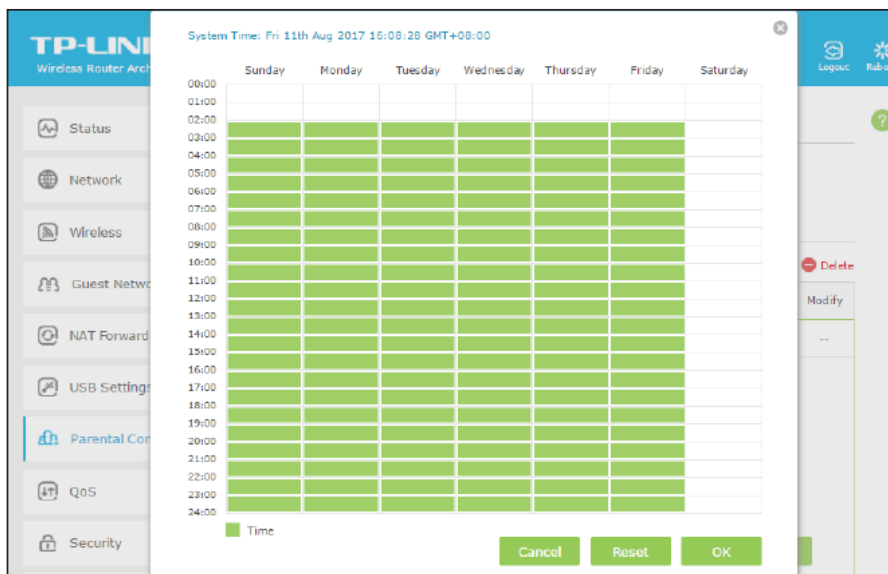 System Time: Fri 11th Aug 2017 16:08:28 GMT+08:00
TP-LINK
Wireless Router Arch
Logout
Rebo
Sunday Monday Tuesday Wednesday Thursday Friday Saturday
00:00
01:00
02:00
03:00
04:00
05:00
06:00
07:00
08:00
09:00
10:00
11:00
12:00
13:00
14:00
15:00
16:00
17:00
18:00
19:00
20:00
21:00
22:00
23:00
24:00
Time
Cancel Reset OK
Status
Network
Wireless
Guest Netwo
NAT Forward
USB Settings
Parental Con
QoS
Security
?
Delete
Modify
--